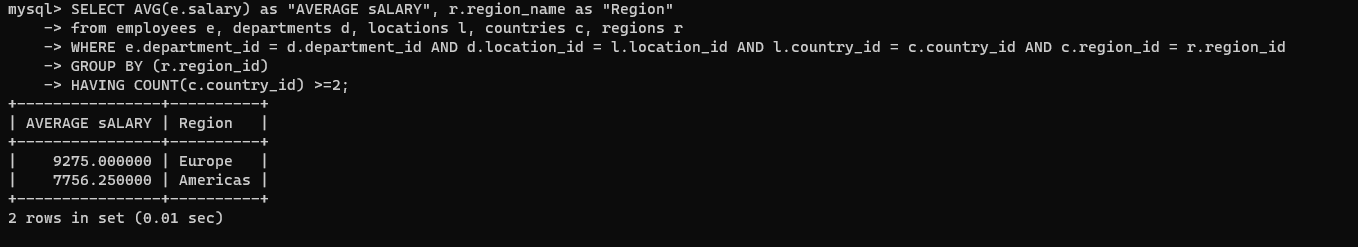 mysql> SELECT AVG(e.salary) as "AVERAGE sALARY", r.region_name as "Region"
    -> from employees e, departments d, locations l, countries c, regions r
    -> WHERE e.department_id = d.department_id AND d.location_id = l.location_id AND l.country_id = c.country_id AND c.region_id = r.region_id
    -> GROUP BY (r.region_id)
    -> HAVING COUNT(c.country_id) >=2;
+----------------+----------+
| AVERAGE sALARY | Region   |
+----------------+----------+
|    9275.000000 | Europe   |
|    7756.250000 | Americas |
+----------------+----------+
2 rows in set (0.01 sec)